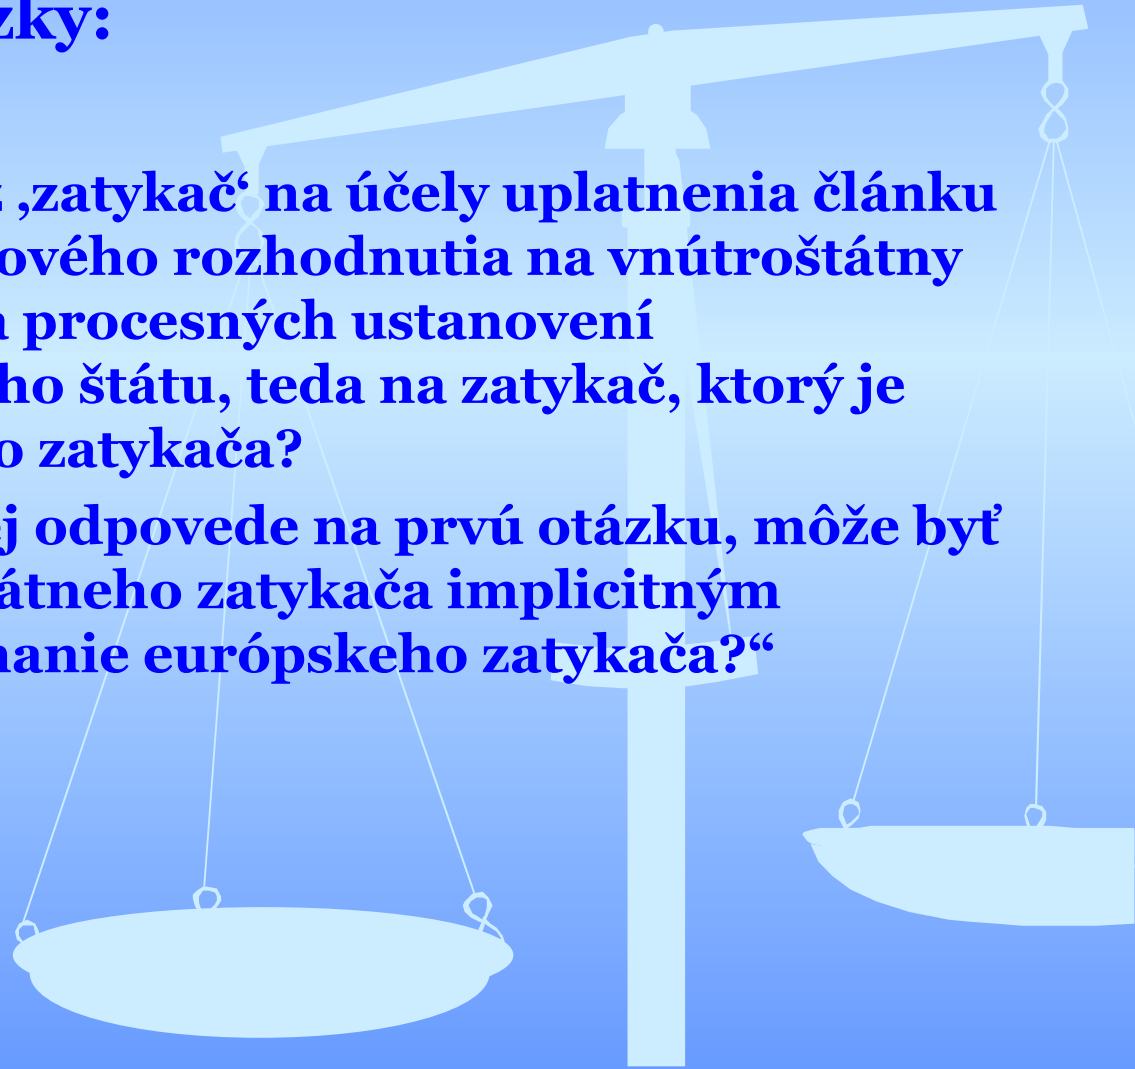 zky:
‚zatykač‘ na účely uplatnenia článku
ového rozhodnutia na vnútroštátny
procesných ustanovení
ho štátu, teda na zatykač, ktorý je
o zatykača?
j odpovede na prvú otázku, môže byť
átneho zatykača implicitným
nanie európskeho zatykača?“